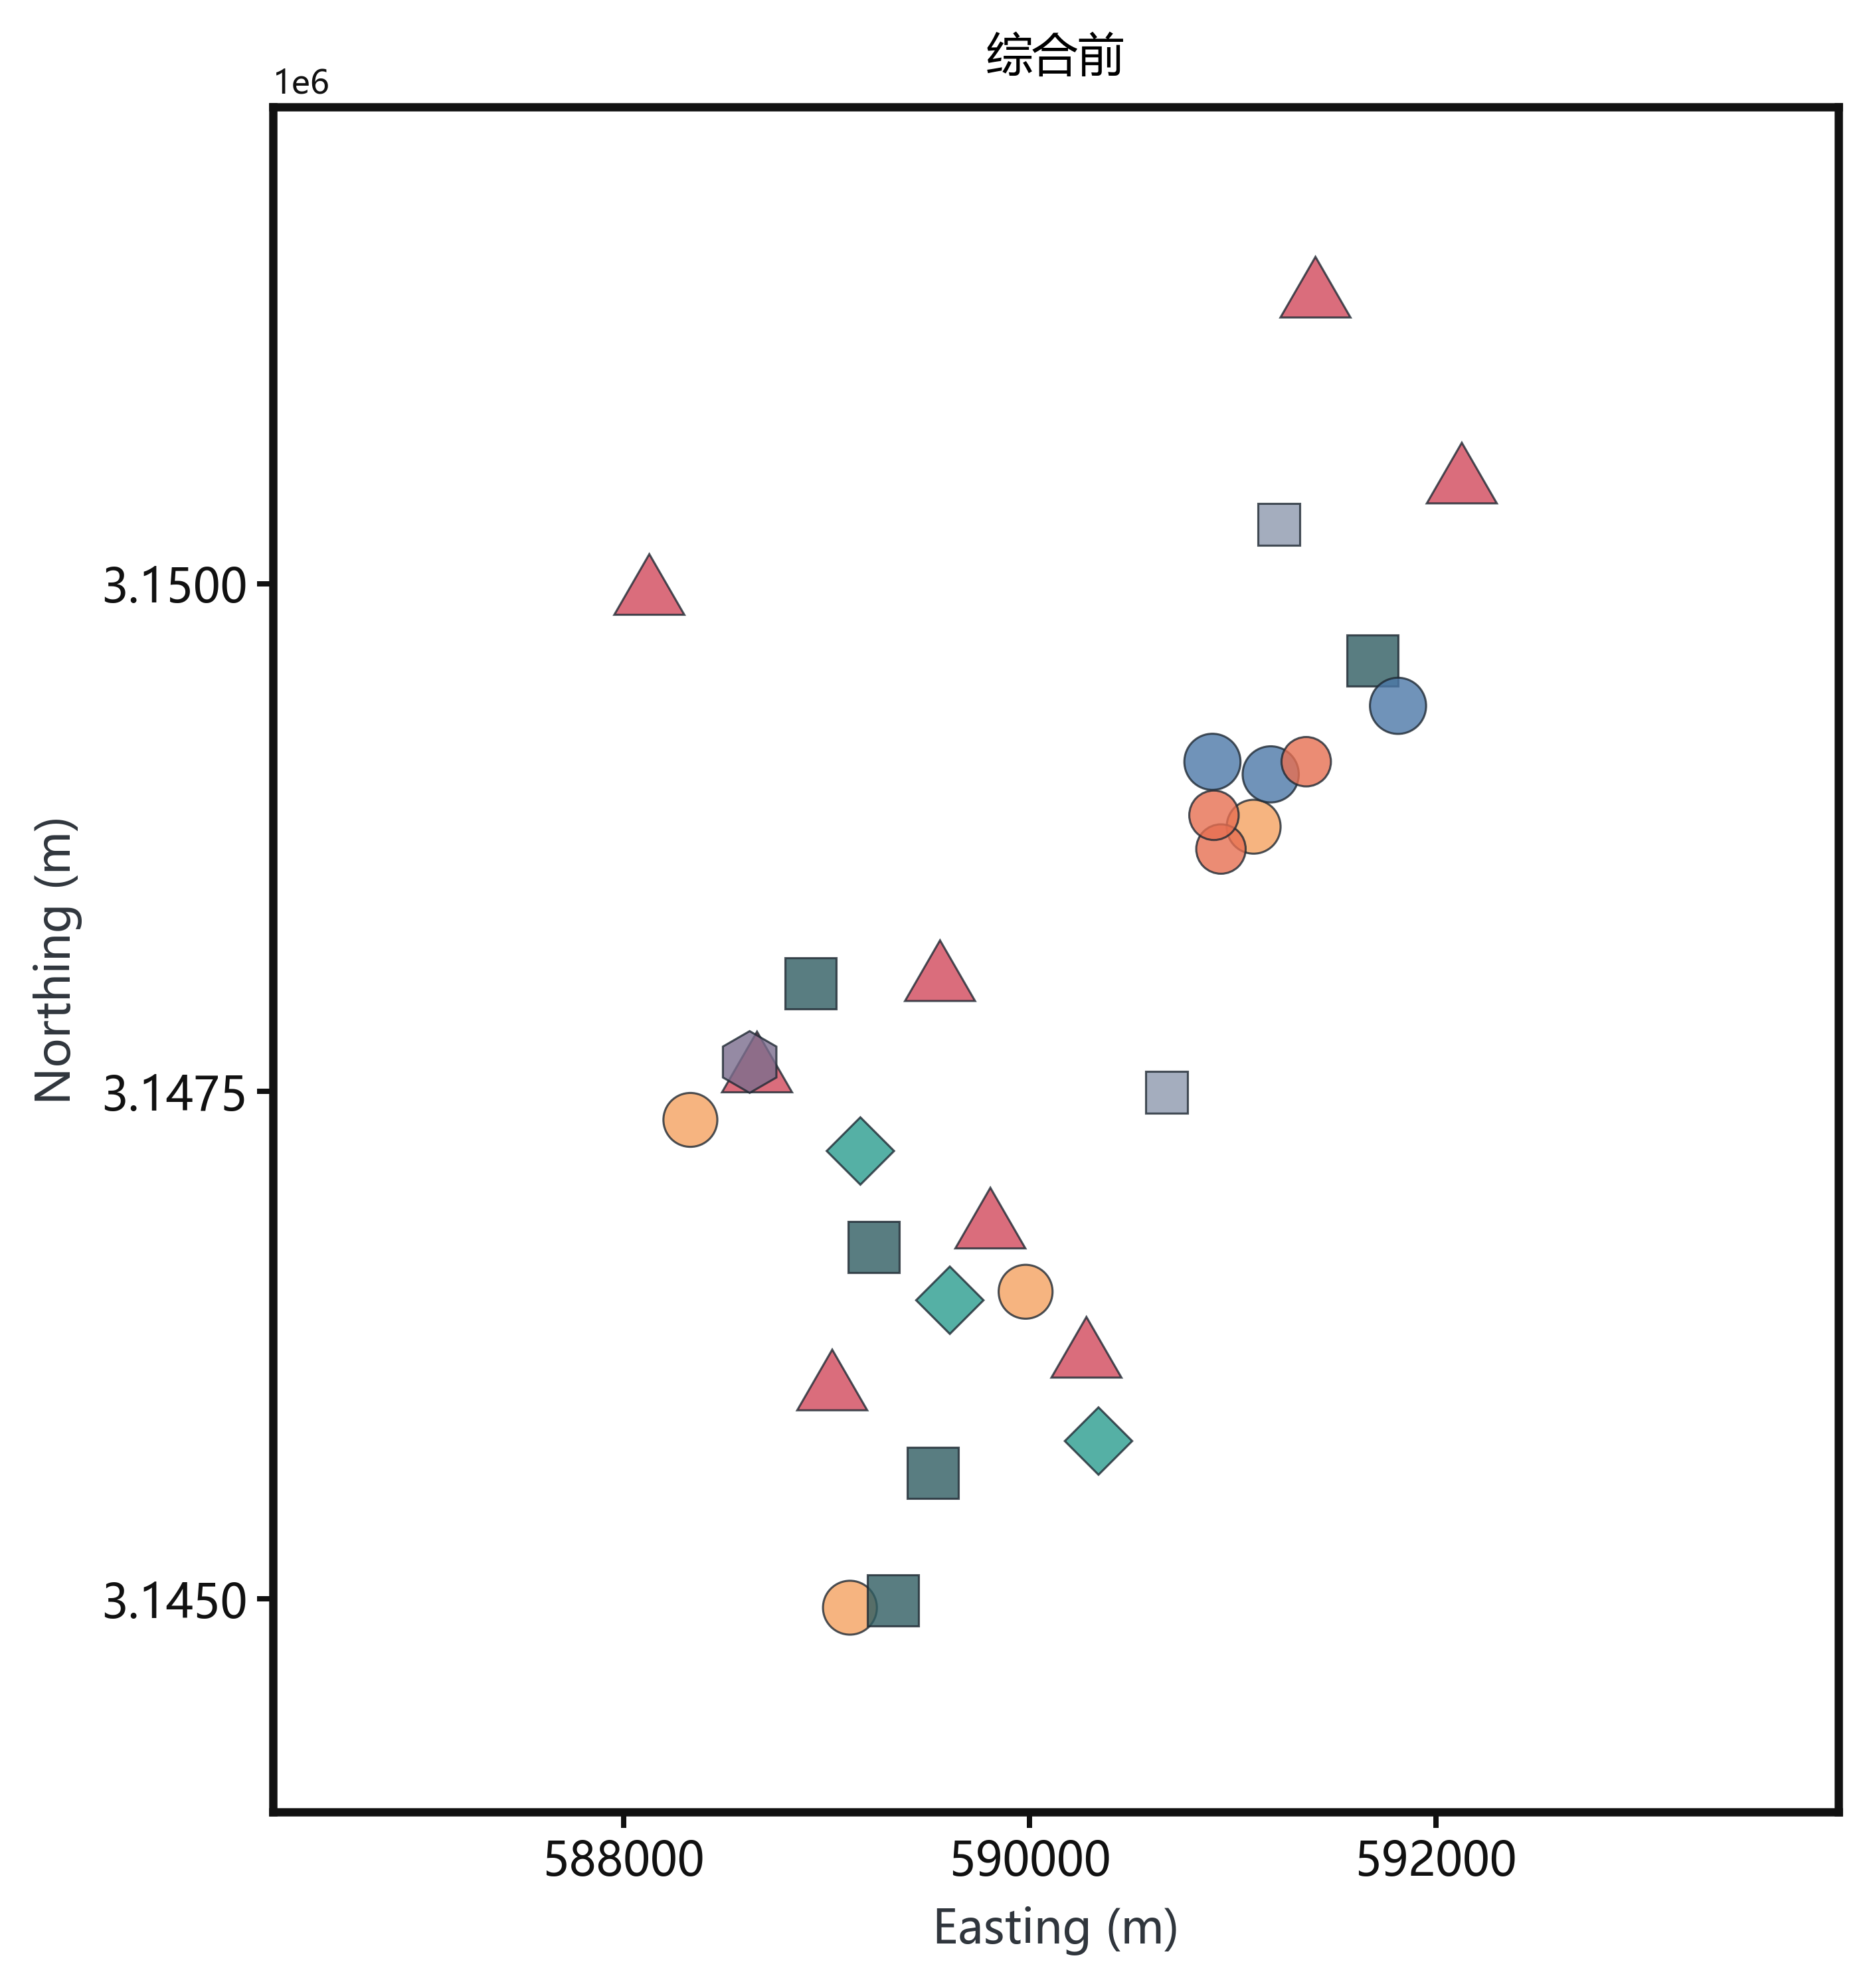 综合前
1e6
3.1500
3.1475
3.1450
Northing (m)
588000 590000 592000
Easting (m)